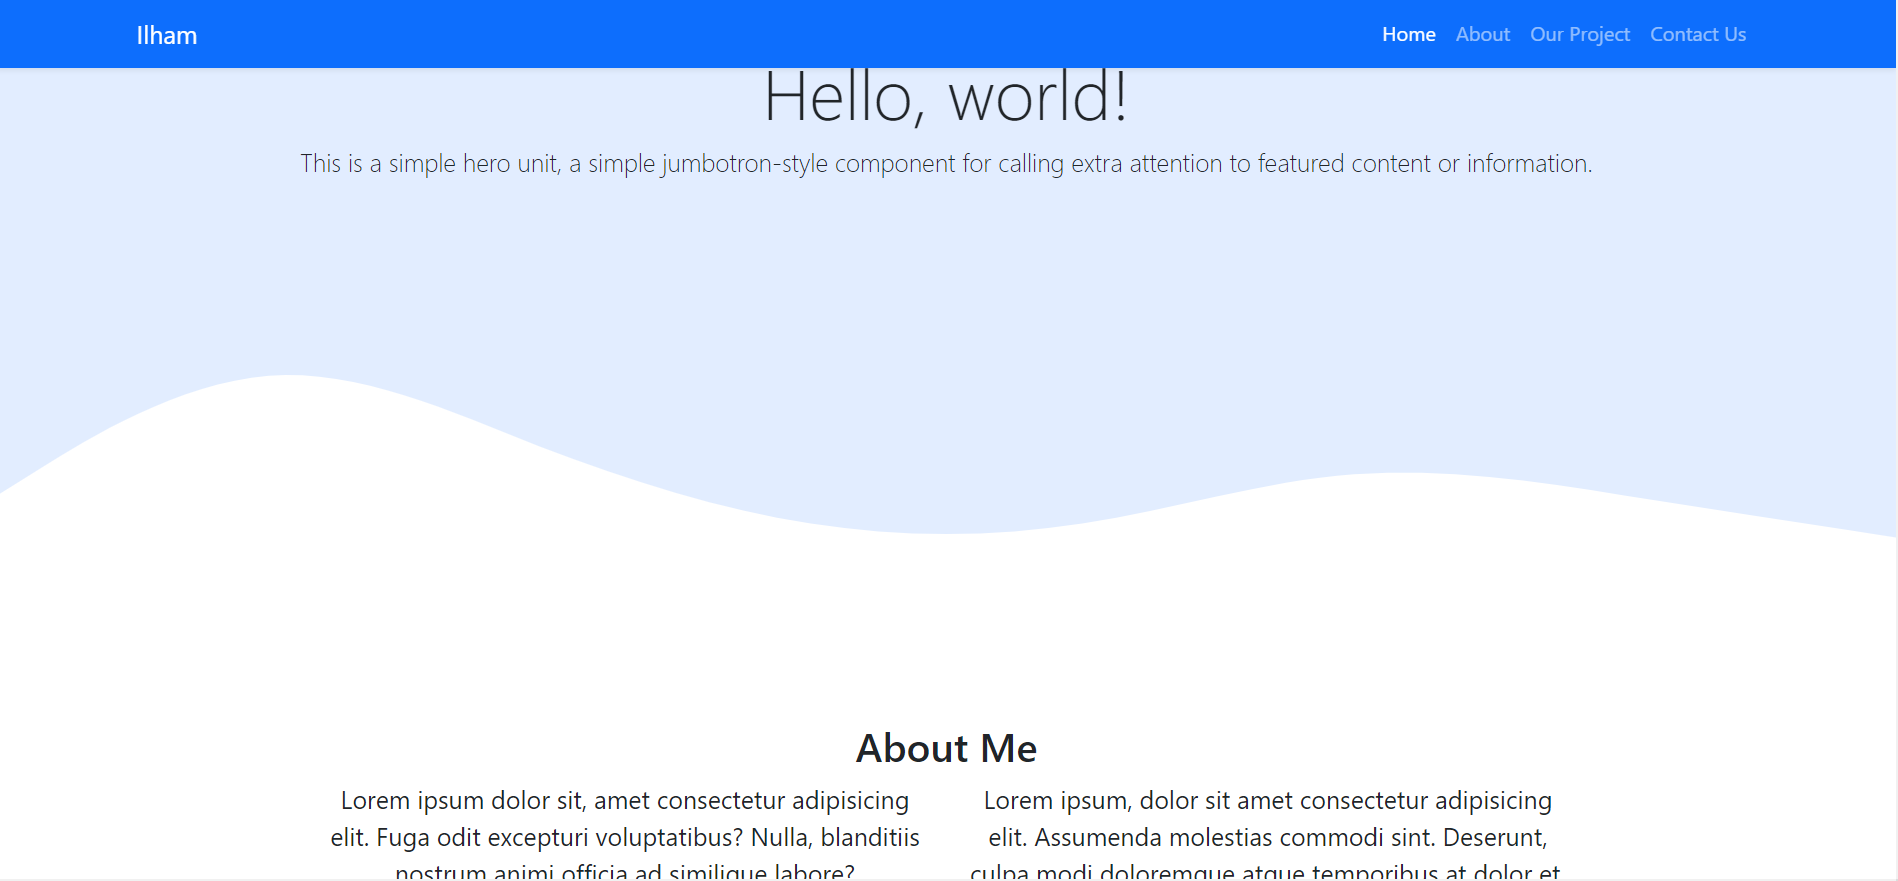 Ilham
Home About Our Project Contact Us
Hello, world!
This is a simple hero unit, a simple jumbotron-style component for calling extra attention to featured content or information.
About Me
Lorem ipsum dolor sit, amet consectetur adipisicing
elit. Fuga odit excepturi voluptatibus? Nulla, blanditiis
nostrum animi officia ad similique labore?
Lorem ipsum, dolor sit amet consectetur adipisicing
elit. Assumenda molestias commodi sint. Deserunt,
culpa modi doloremque atque temporibus at dolor et